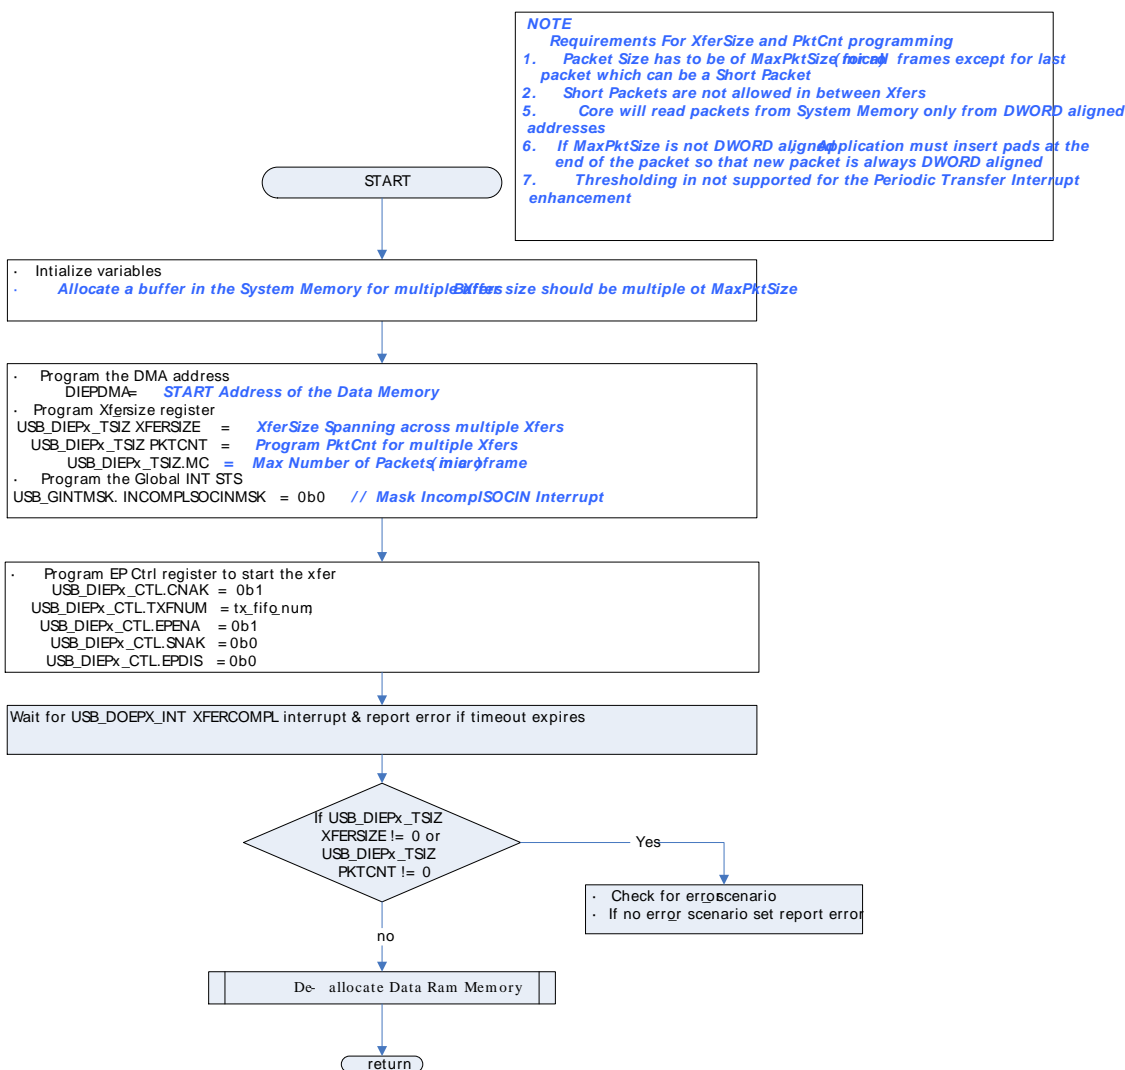 NOTE
Requirements For XferSize and PktCnt programming
1. Packet Size has to be of MaxPktSize (for all frames except for last
packet which can be a Short Packet
2. Short Packets are not allowed in between Xfers
5. Core will read packets from System Memory only from DWORD aligned
addresses
6. If MaxPktSize is not DWORD aligned, Application must insert pads at the
end of the packet so that new packet is always DWORD aligned
7. Thresholding in not supported for the Periodic Transfer Interrupt
enhancement
START
· Intialize variables
· Allocate a buffer in the System Memory for multiple size should be multiple ot MaxPktSize
· Program the DMA address
DIEPDMA= START Address of the Data Memory
· Program Xfersize register
USB_DIEPx_TSIZ XFERSIZE = XferSize Spanning across multiple Xfers
USB_DIEPx_TSIZ PKTCNT = Program PktCnt for multiple Xfers
USB_DIEPx_TSIZ.MC = Max Number of Packets
· Program the Global INT STS
USB_GINTMSK. INCOMPLSOCINMSK = 0b0 // Mask IncomplSOCIN Interrupt
· Program EP Ctrl register to start the xfer
USB_DIEPx_CTL.CNAK = 0b1
USB_DIEPx_CTL.TXFNUM = tx_fifo_num;
USB_DIEPx_CTL.EPENA = 0b1
USB_DIEPx_CTL.SNAK = 0b0
USB_DIEPx_CTL.EPDIS = 0b0
Wait for USB_DOEPX_INT XFERCOMPL interrupt & report error if timeout expires
If USB_DIEPx_TSIZ
XFERSIZE != 0 or
USB_DIEPx_TSIZ
PKTCNT != 0
Yes
· Check for error_scenario
· If no error_scenario set report error
no
De- allocate Data Ram Memory
return